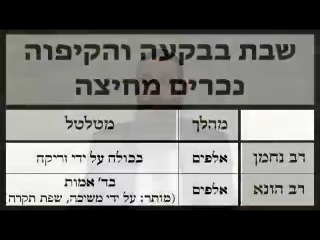 שבת בבקעה והקיפוה
נכרים מחיצה
מהלך מטלטל
רב נחמן אלפים בכולה על ידי זריקה
רב הונא אלפים בד' אמות
(מותר: על ידי משיכה, שפת תקרה)